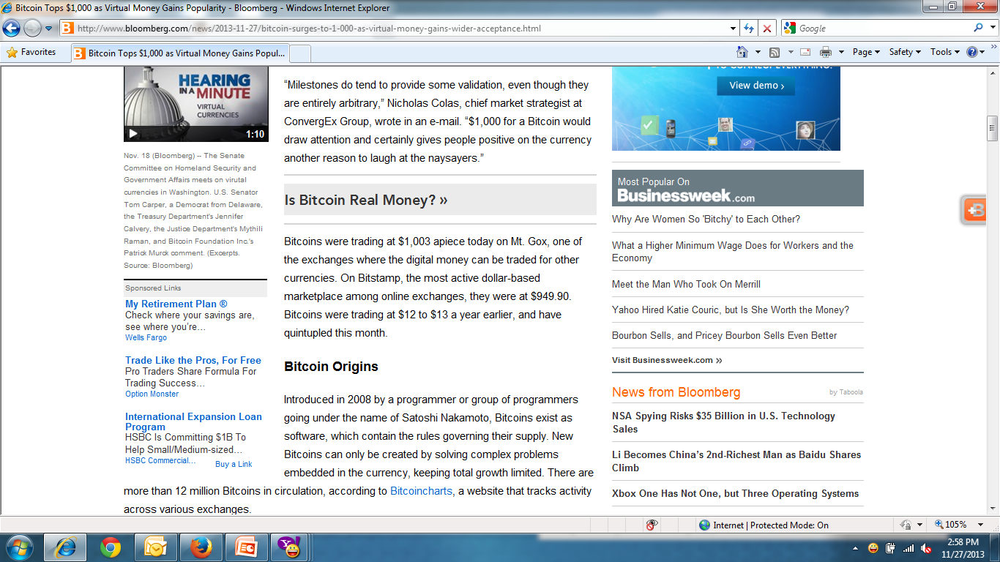 Bitcoin Tops $1,000 as Virtual Money Gains Popularity - Bloomberg - Windows Internet Explorer
http://www.bloomberg.com/news/2013-11-27/bitcoin-surges-to-1-000-as-virtual-money-gains-wider-acceptance.html
Google
Favorites
Bitcoin Tops $1,000 as Virtual Money Gains Popul...
Page
Safety
Tools
HEARING
IN A MINUTE
VIRTUAL
CURRENCIES
1:10
Nov. 18 (Bloomberg) -- The Senate
Committee on Homeland Security and
Government Affairs meets on virutal
currencies in Washington. U.S. Senator
Tom Carper, a Democrat from Delaware,
the Treasury Department's Jennifer
Calvery, the Justice Department's Mythili
Raman, and Bitcoin Foundation Inc.'s
Patrick Murck comment. (Excerpts.
Source: Bloomberg)
Sponsored Links
My Retirement Plan ®
Check where your savings are,
see where you're…
Wells Fargo
Trade Like the Pros, For Free
Pro Traders Share Formula For
Trading Success…
Option Monster
International Expansion Loan
Program
HSBC Is Committing $1B To
Help Small/Medium-sized…
HSBC Commercial…
Buy a Link
“Milestones do tend to provide some validation, even though they
are entirely arbitrary,” Nicholas Colas, chief market strategist at
ConvergEx Group, wrote in an e-mail. “$1,000 for a Bitcoin would
draw attention and certainly gives people positive on the currency
another reason to laugh at the naysayers.”
Is Bitcoin Real Money? »
Bitcoins were trading at $1,003 apiece today on Mt. Gox, one of
the exchanges where the digital money can be traded for other
currencies. On Bitstamp, the most active dollar-based
marketplace among online exchanges, they were at $949.90.
Bitcoins were trading at $12 to $13 a year earlier, and have
quintupled this month.
Bitcoin Origins
Introduced in 2008 by a programmer or group of programmers
going under the name of Satoshi Nakamoto, Bitcoins exist as
software, which contain the rules governing their supply. New
Bitcoins can only be created by solving complex problems
embedded in the currency, keeping total growth limited. There are
more than 12 million Bitcoins in circulation, according to Bitcoincharts, a website that tracks activity
across various exchanges.
TO CONNECT EVERYTHING.
View demo ›
Most Popular On
Businessweek.com
Why Are Women So 'Bitchy' to Each Other?
What a Higher Minimum Wage Does for Workers and the
Economy
Meet the Man Who Took On Merrill
Yahoo Hired Katie Couric, but Is She Worth the Money?
Bourbon Sells, and Pricey Bourbon Sells Even Better
Visit Businessweek.com »
News from Bloomberg
by Taboola
NSA Spying Risks $35 Billion in U.S. Technology
Sales
Li Becomes China’s 2nd-Richest Man as Baidu Shares
Climb
Xbox One Has Not One, but Three Operating Systems
Internet | Protected Mode: On
105%
2:58 PM
11/27/2013